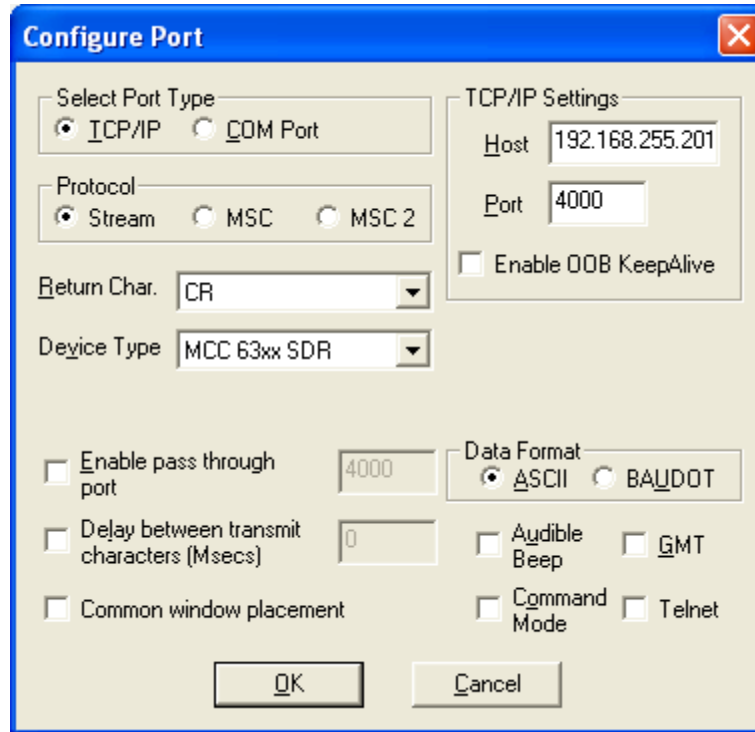 Configure Port
Select Port Type
TCP/IP COM Port
TCP/IP Settings
Host 192.168.255.201
Port 4000
Enable OOB KeepAlive
Protocol
Stream MSC MSC 2
Return Char. CR
Device Type MCC 63xx SDR
Enable pass through
port
4000
Delay between transmit
characters (Msecs)
0
Common window placement
Data Format
ASCII BAUDOT
Audible
Beep
GMT
Command
Mode
Telnet
OK Cancel